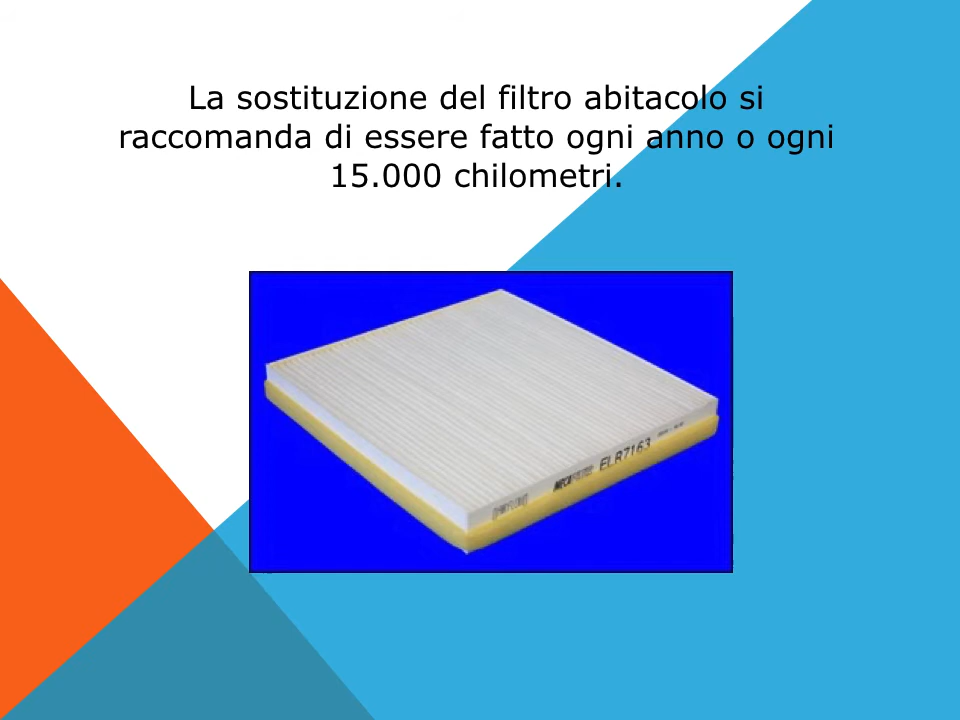 La sostituzione del filtro abitacolo si
raccomanda di essere fatto ogni anno o ogni
15.000 chilometri.
ELR7163